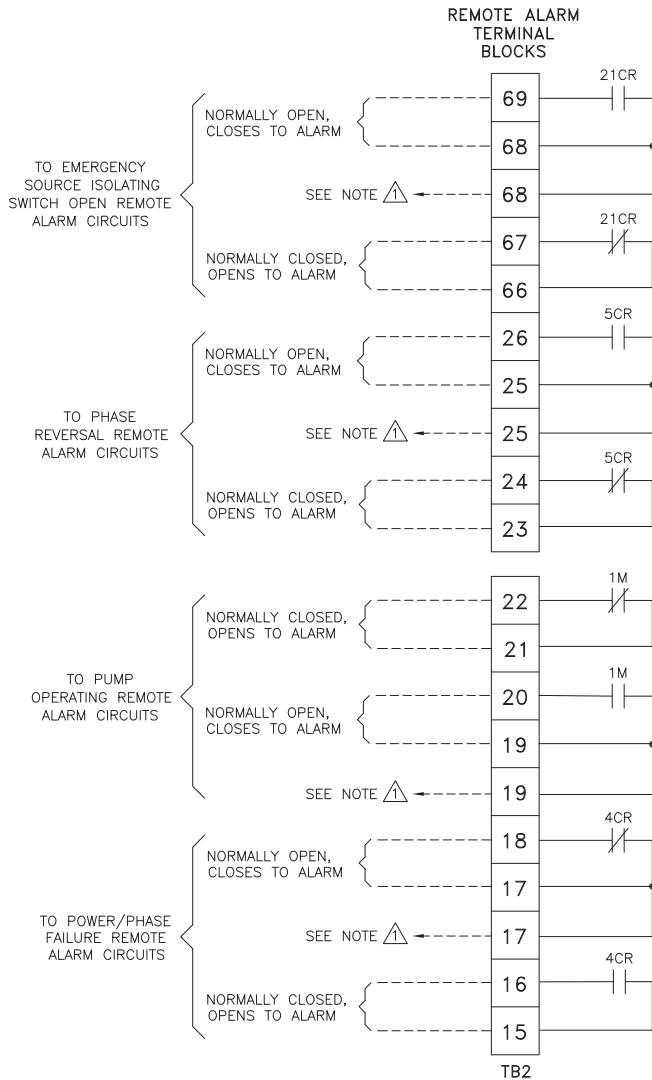 REMOTE ALARM
TERMINAL
BLOCKS
21CR
69
NORMALLY OPEN,
CLOSES TO ALARM
68
TO EMERGENCY
SOURCE ISOLATING
SWITCH OPEN REMOTE
ALARM CIRCUITS
SEE NOTE 1
68
21CR
67
NORMALLY CLOSED,
OPENS TO ALARM
66
5CR
26
NORMALLY OPEN,
CLOSES TO ALARM
25
TO PHASE
REVERSAL REMOTE
ALARM CIRCUITS
SEE NOTE 1
25
5CR
24
NORMALLY CLOSED,
OPENS TO ALARM
23
1M
22
NORMALLY CLOSED,
OPENS TO ALARM
21
TO PUMP
OPERATING REMOTE
ALARM CIRCUITS
1M
20
NORMALLY OPEN,
CLOSES TO ALARM
19
SEE NOTE 1
19
4CR
18
NORMALLY OPEN,
CLOSES TO ALARM
17
TO POWER/PHASE
FAILURE REMOTE
ALARM CIRCUITS
SEE NOTE 1
17
4CR
16
NORMALLY CLOSED,
OPENS TO ALARM
15
TB2